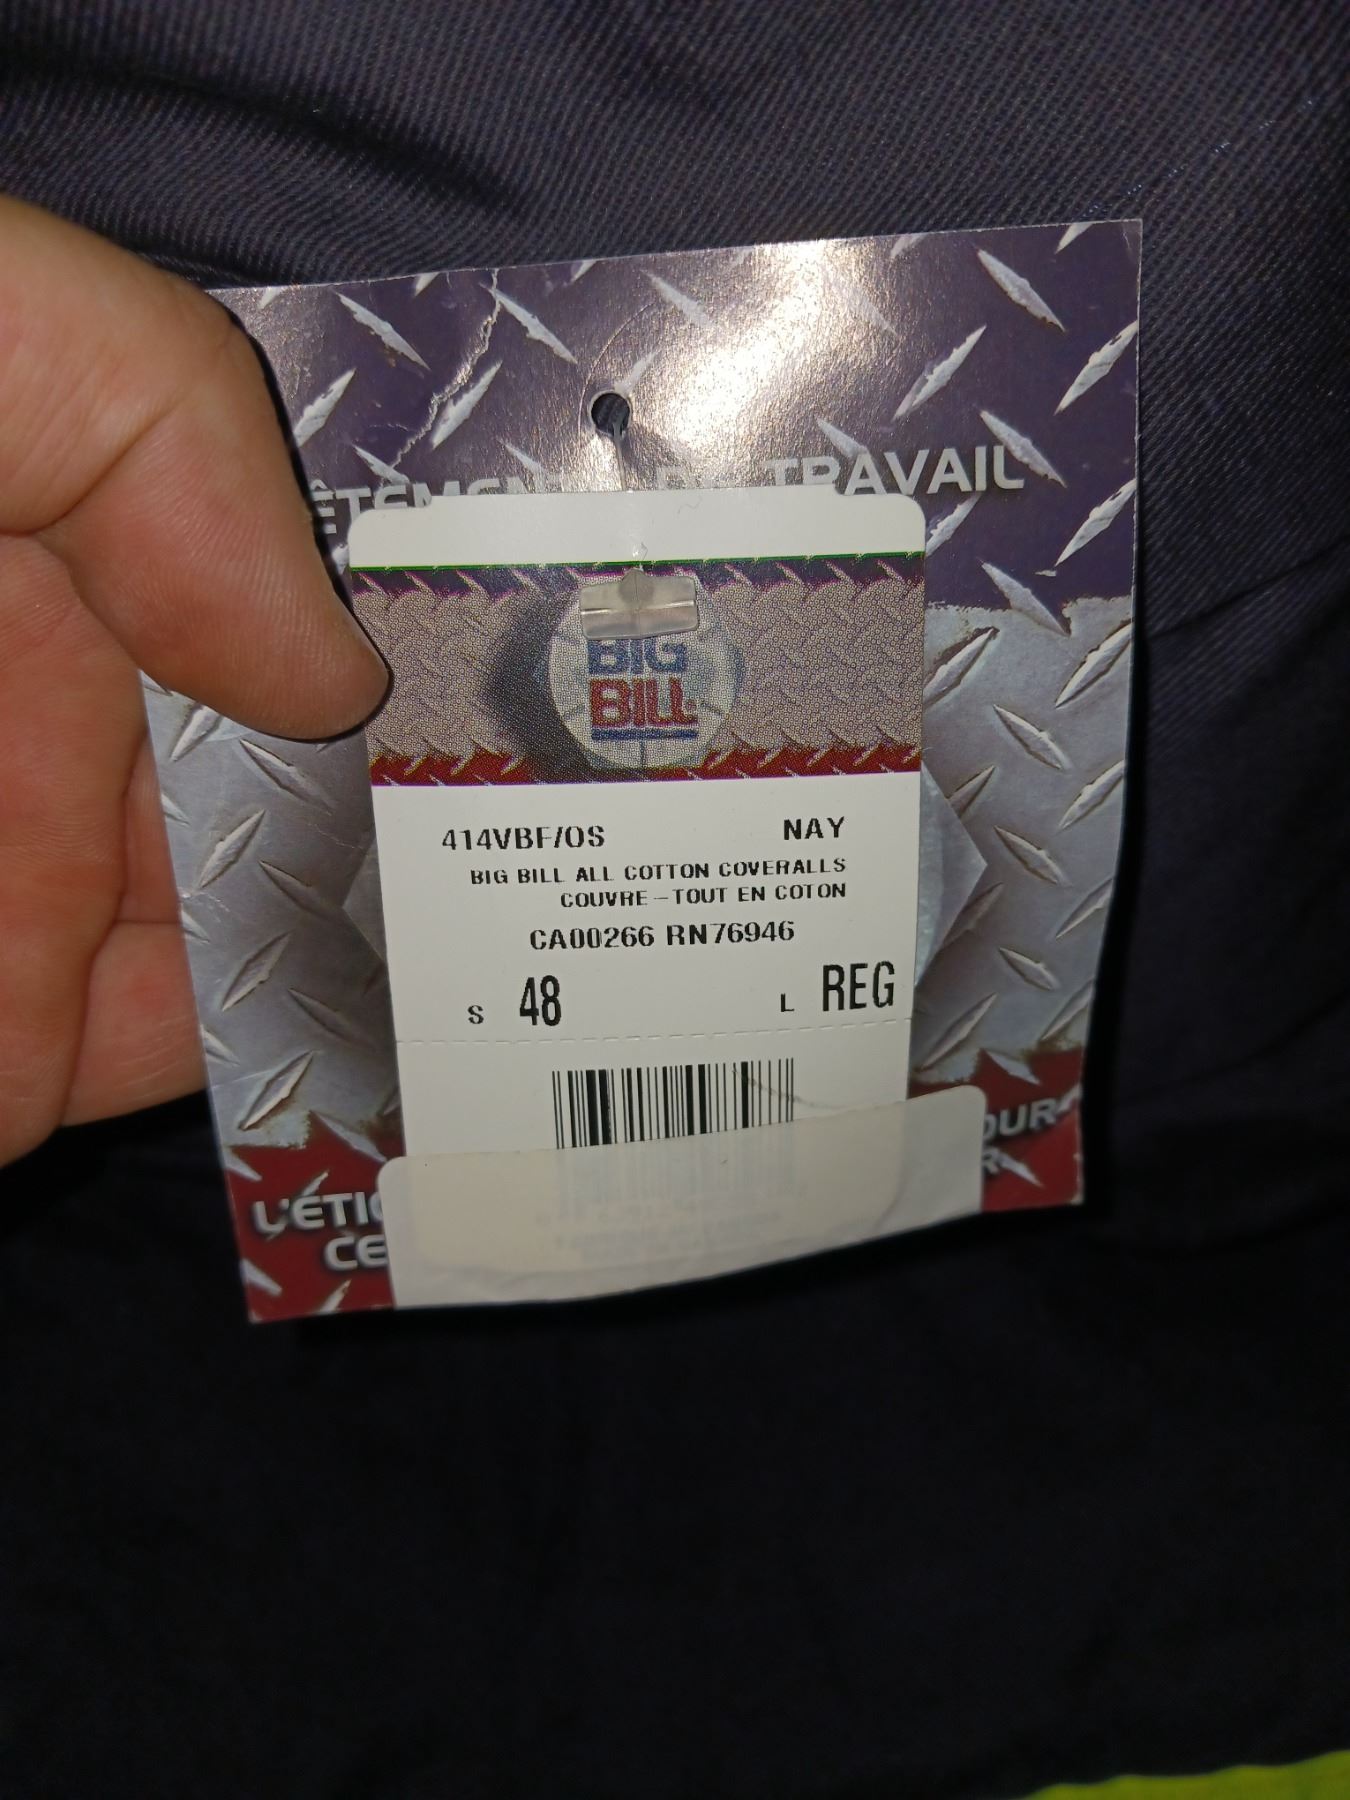 DE TRAVAIL
BIG
BILL
414VBF/OS NAY
BIG BILL ALL COTTON COVERALLS
COUVRE-TOUT EN COTON
CA00266 RN76946
S 48 L REG